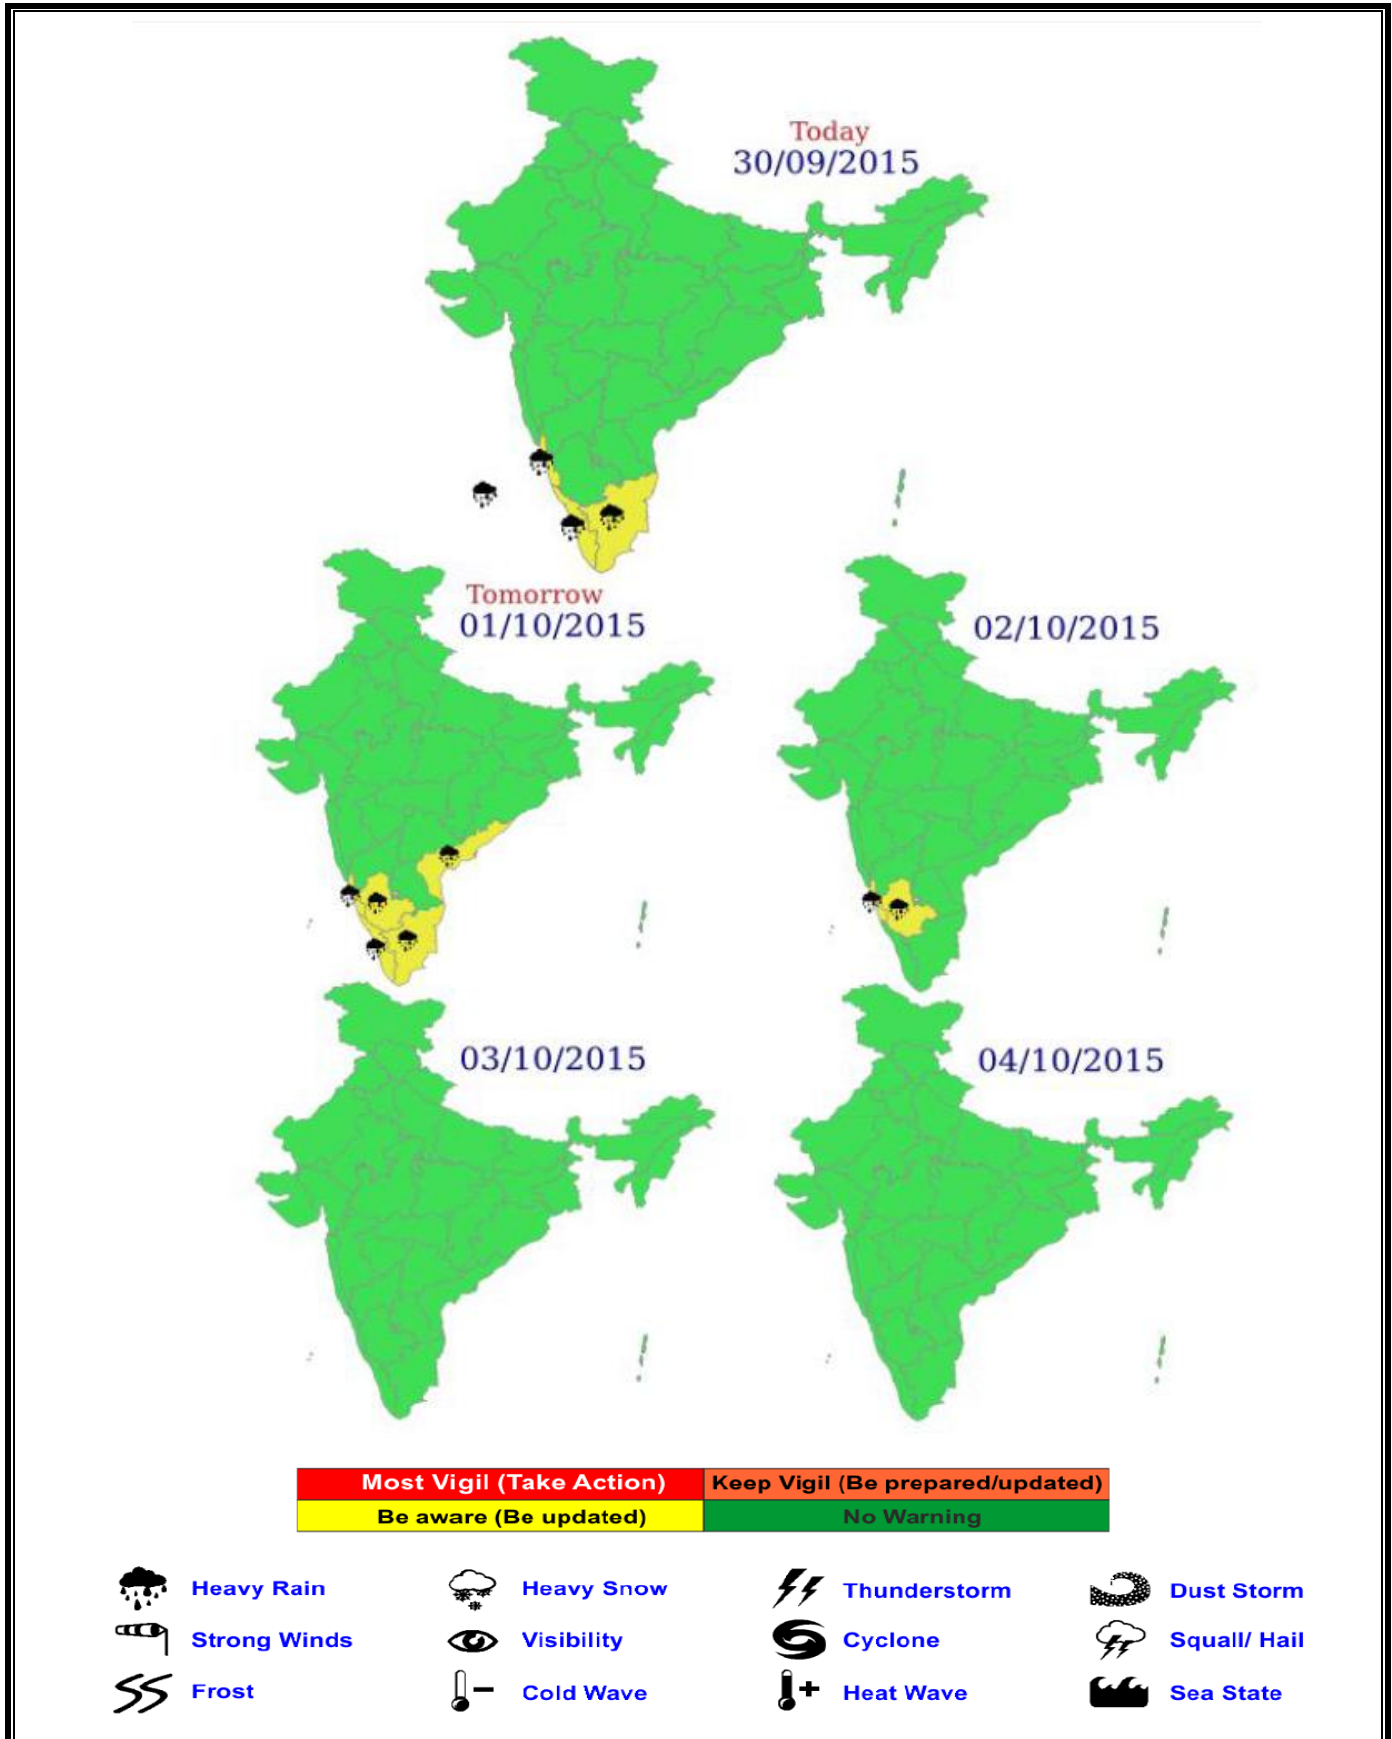 Today
30/09/2015
Tomorrow
01/10/2015
02/10/2015
03/10/2015
04/10/2015
Most Vigil (Take Action) Keep Vigil (Be prepared/updated)
Be aware (Be updated) No Warning
Heavy Rain Heavy Snow Thunderstorm Dust Storm
Strong Winds Visibility Cyclone Squall/ Hail
Frost Cold Wave Heat Wave Sea State